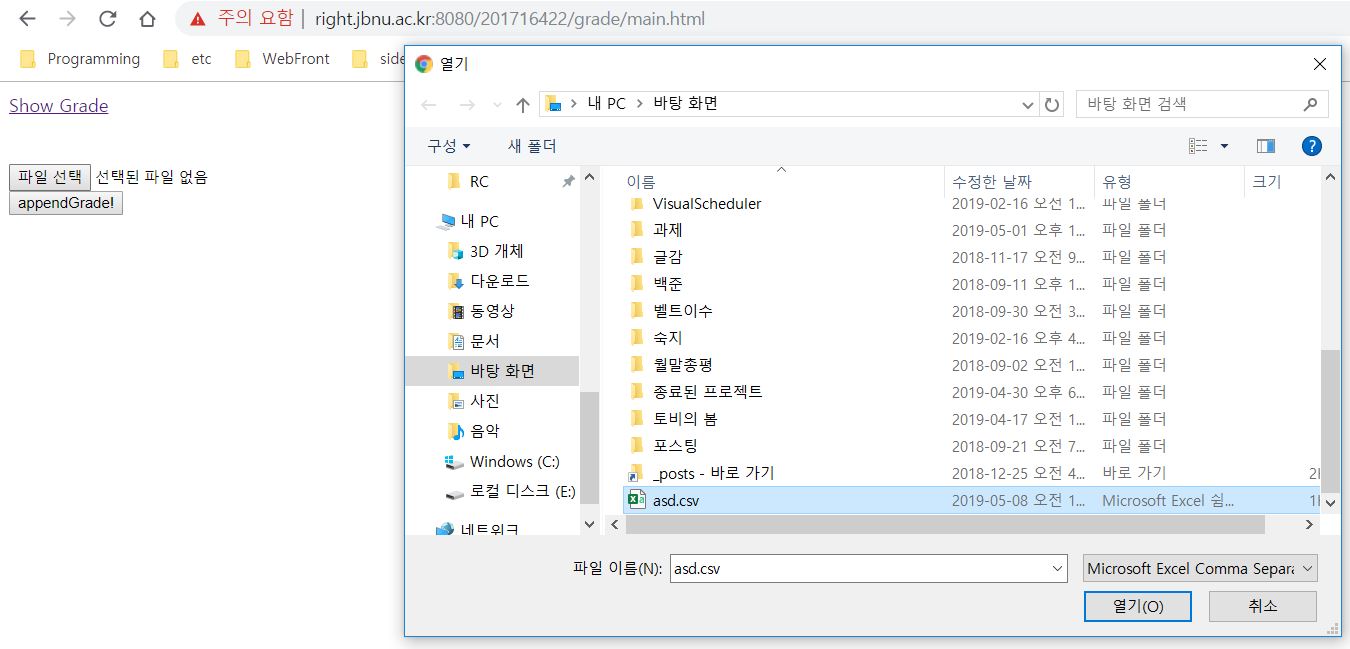 주의 요함 | right.jbnu.ac.kr:8080/201716422/grade/main.html
Programming etc WebFront side
Show Grade
파일 선택 선택된 파일 없음
appendGrade!
열기
내 PC > 바탕 화면
바탕 화면 검색
구성 새 폴더
RC
내 PC
3D 개체
다운로드
동영상
문서
바탕 화면
사진
음악
Windows (C:)
로컬 디스크 (E:)
네트워크
이름 수정한 날짜 유형 크기
VisualScheduler 2019-02-16 오전 1... 파일 폴더
과제 2019-05-01 오후 1... 파일 폴더
글감 2018-11-17 오전 9... 파일 폴더
백준 2018-09-11 오후 1... 파일 폴더
벨트이수 2018-09-30 오전 3... 파일 폴더
숙지 2019-02-16 오후 4... 파일 폴더
월말총평 2018-09-02 오전 1... 파일 폴더
종료된 프로젝트 2019-04-30 오후 6... 파일 폴더
토비의 봄 2019-04-17 오전 1... 파일 폴더
포스팅 2018-09-21 오전 7... 파일 폴더
_posts - 바로 가기 2018-12-25 오전 4... 바로 가기 2
asd.csv 2019-05-08 오전 1... Microsoft Excel 쉼... 1
파일 이름(N): asd.csv Microsoft Excel Comma Separa
열기(O) 취소